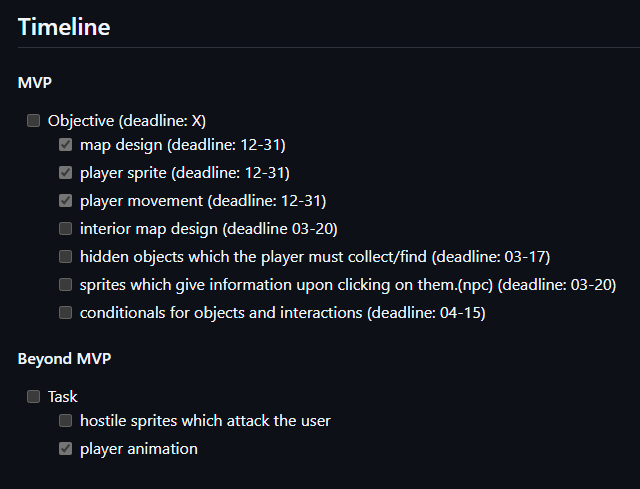 Timeline
MVP
Objective (deadline: X)
map design (deadline: 12-31)
player sprite (deadline: 12-31)
player movement (deadline: 12-31)
interior map design (deadline 03-20)
hidden objects which the player must collect/find (deadline: 03-17)
sprites which give information upon clicking on them.(npc) (deadline: 03-20)
conditionals for objects and interactions (deadline: 04-15)
Beyond MVP
Task
hostile sprites which attack the user
player animation